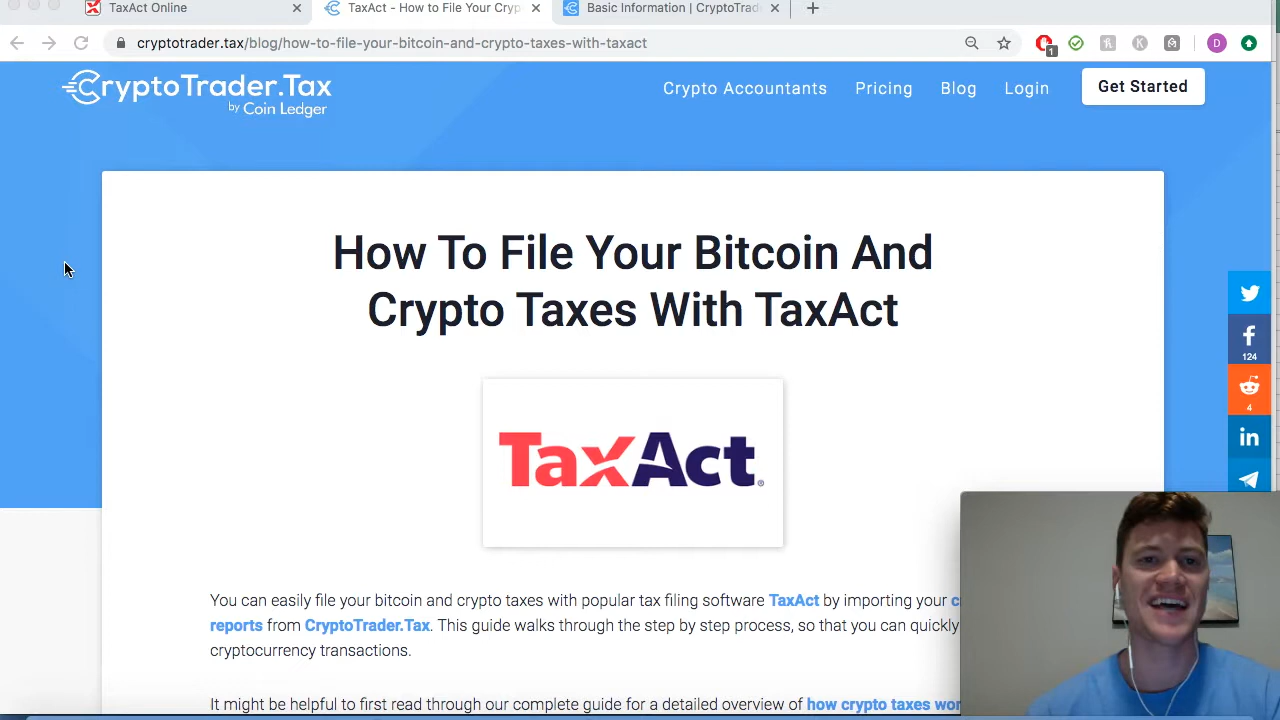 TaxAct Online
TaxAct - How to File Your Cryp
Basic Information | CryptoTrade
cryptotrader.tax/blog/how-to-file-your-bitcoin-and-crypto-taxes-with-taxact
1
D
CryptoTrader.Tax
by Coin Ledger
Crypto Accountants
Pricing
Blog
Login
Get Started
How To File Your Bitcoin And
Crypto Taxes With TaxAct
124
4
in
TaxAct®
You can easily file your bitcoin and crypto taxes with popular tax filing software TaxAct by importing your c
reports from CryptoTrader.Tax. This guide walks through the step by step process, so that you can quickly
cryptocurrency transactions.
It might be helpful to first read through our complete guide for a detailed overview of how crypto taxes wor